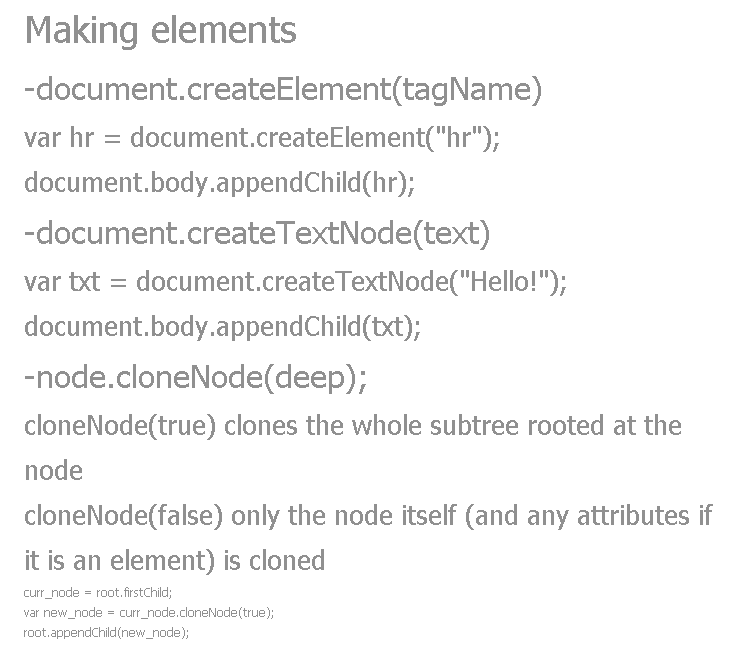 Making elements
-document.createElement(tagName)
var hr = document.createElement("hr");
document.body.appendChild(hr);
-document.createTextNode(text)
var txt = document.createTextNode("Hello!");
document.body.appendChild(txt);
-node.cloneNode(deep);
cloneNode(true) clones the whole subtree rooted at the
node
cloneNode(false) only the node itself (and any attributes if
it is an element) is cloned
curr_node = root.firstChild;
var new_node = curr_node.cloneNode(true);
root.appendChild(new_node);